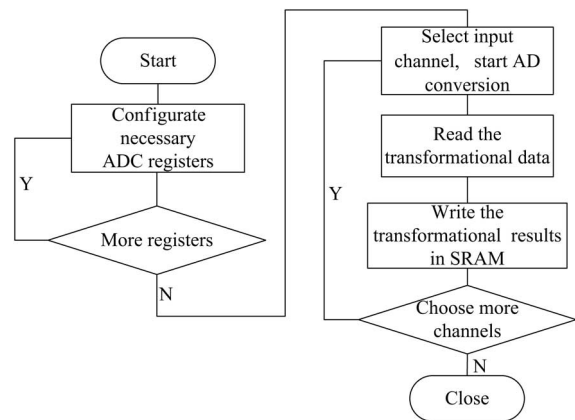 Start
Configurate
necessary
ADC registers
Y
More registers
N
Select input
channel, start AD
conversion
Read the
transformational data
Y
Write the
transformational results
in SRAM
Choose more
channels
N
Close